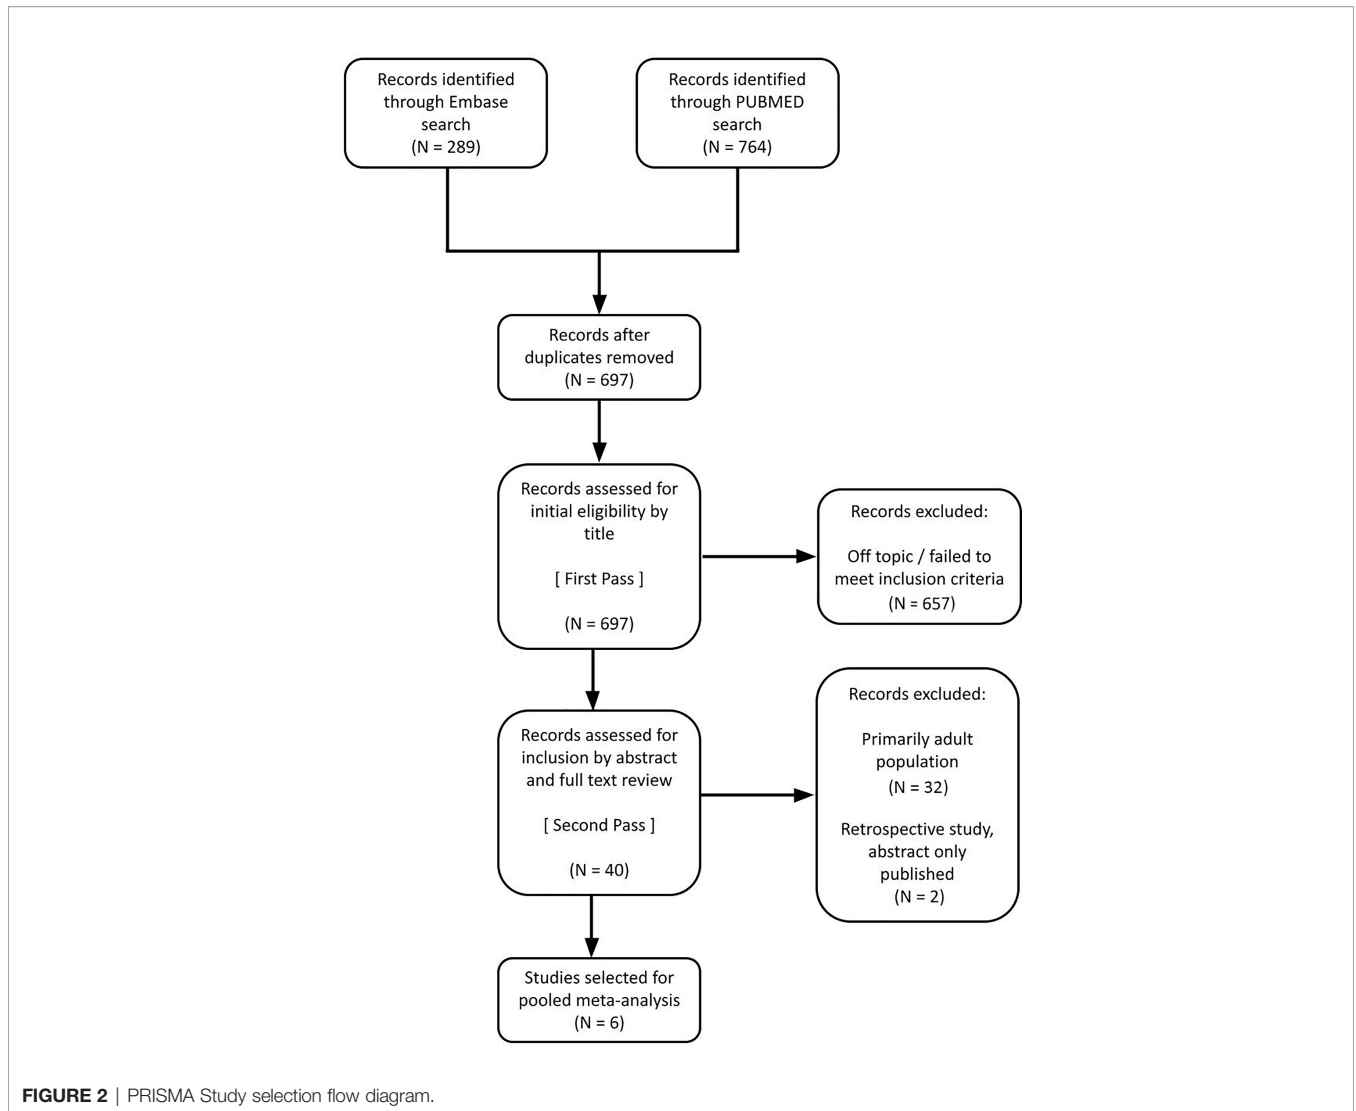 Records identified
through Embase
search
(N = 289)
Records identified
through PUBMED
search
(N = 764)
Records after
duplicates removed
(N = 697)
Records assessed for
initial eligibility by
title
[ First Pass ]
(N = 697)
Records excluded:
Off topic / failed to
meet inclusion criteria
(N = 657)
Records assessed for
inclusion by abstract
and full text review
[ Second Pass ]
(N = 40)
Records excluded:
Primarily adult
population
(N = 32)
Retrospective study,
abstract only
published
(N = 2)
Studies selected for
pooled meta-analysis
(N = 6)
FIGURE 2 | PRISMA Study selection flow diagram.